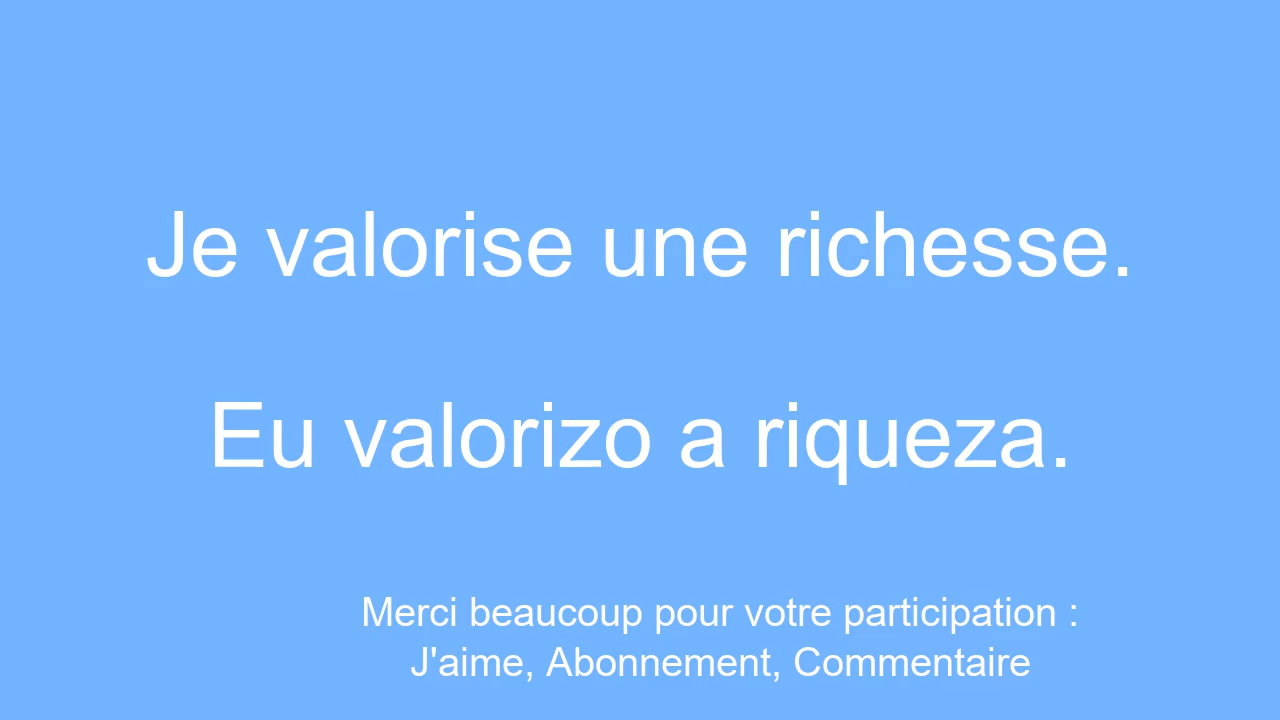 Je valorise une richesse.
Eu valorizo a riqueza.
Merci beaucoup pour votre participation :
J'aime, Abonnement, Commentaire